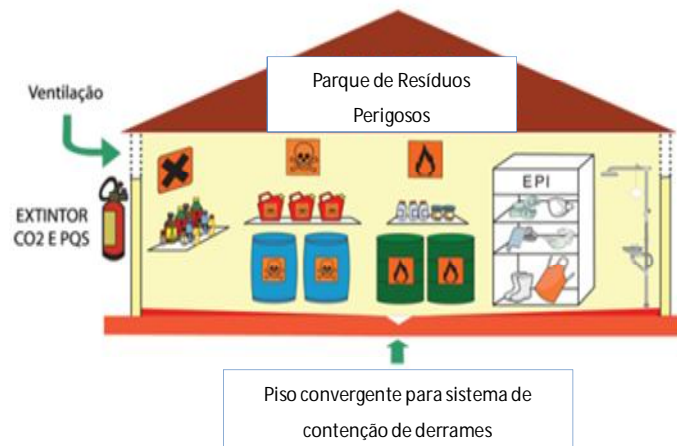 Parque de Resíduos
Perigosos
Ventilação
EXTINTOR
CO2 E PQS
EPI
Piso convergente para sistema de
contenção de derrames